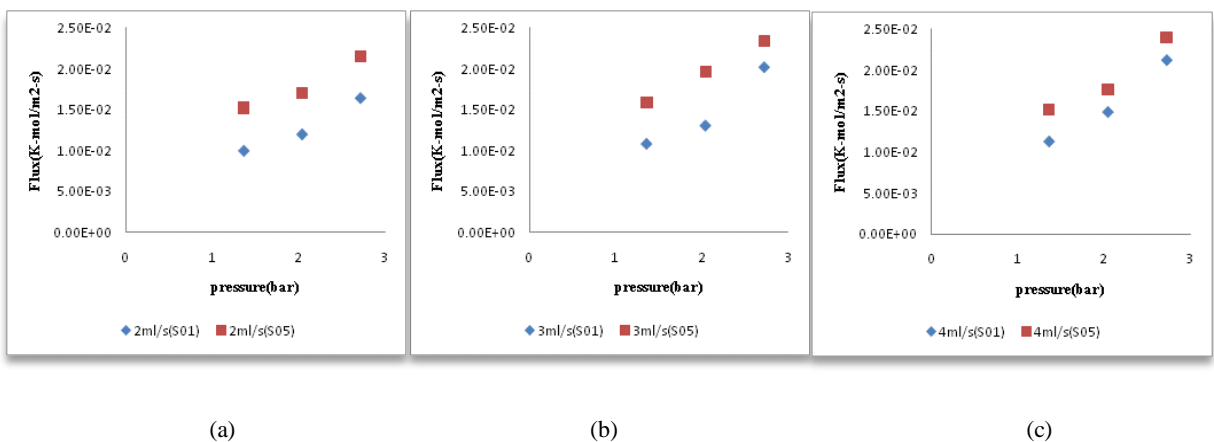 2.50E-02
2.00E-02
1.50E-02
1.00E-02
5.00E-03
0.00E+00
Flux(K-mol/m2-s)
0 1 2 3
pressure(bar)
2ml/s(S01) 2ml/s(S05)
(a)
2.50E-02
2.00E-02
1.50E-02
1.00E-02
5.00E-03
0.00E+00
Flux(K-mol/m2-s)
0 1 2 3
pressure(bar)
3ml/s(S01) 3ml/s(S05)
(b)
2.50E-02
2.00E-02
1.50E-02
1.00E-02
5.00E-03
0.00E+00
Flux(K-mol/m2-s)
0 1 2 3
pressure(bar)
4ml/s(S01) 4ml/s(S05)
(c)